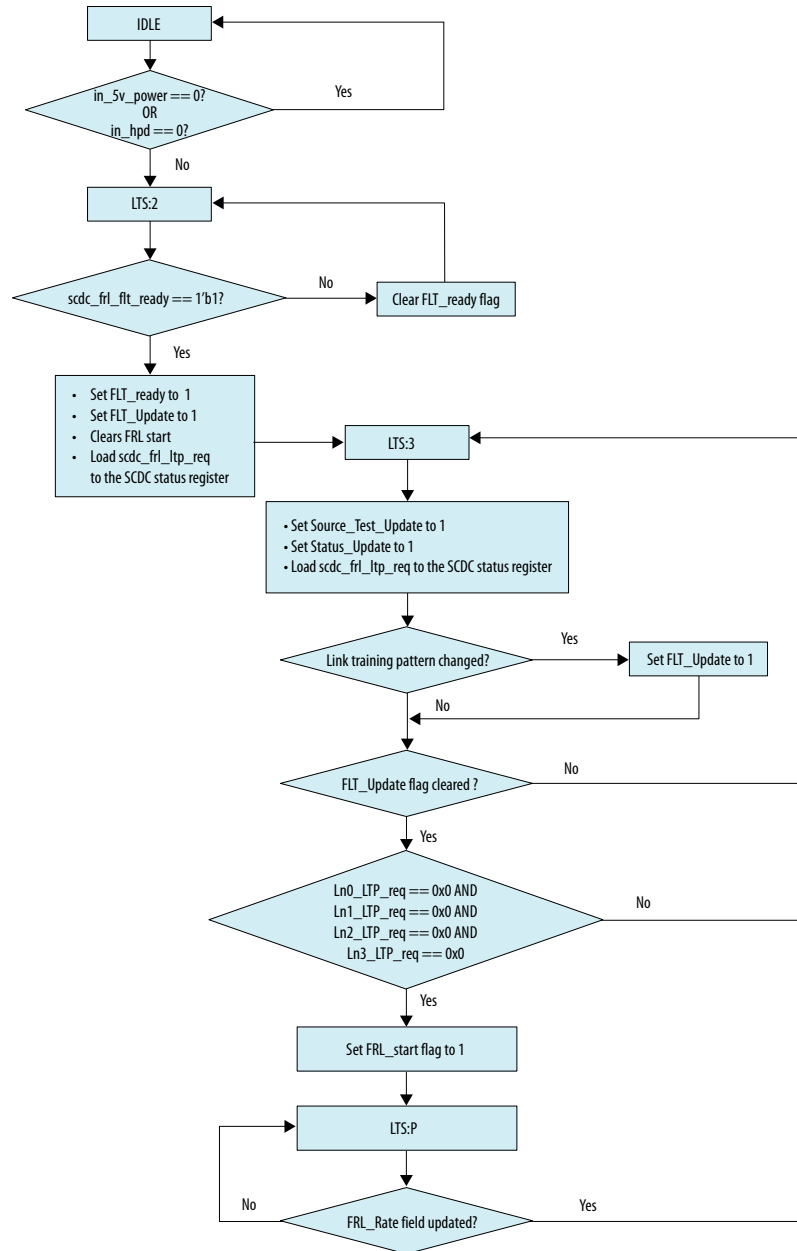 IDLE
in_5v_power == 0?
OR
in_hpd == 0?
Yes
No
LTS:2
scdc_frl_flt_ready == 1'b1?
No
Clear FLT_ready flag
Yes
• Set FLT_ready to 1
• Set FLT_Update to 1
• Clears FRL start
• Load scdc_frl_ltp_req
to the SCDC status register
LTS:3
• Set Source_Test_Update to 1
• Set Status_Update to 1
• Load scdc_frl_ltp_req to the SCDC status register
Link training pattern changed?
Yes
Set FLT_Update to 1
No
FLT_Update flag cleared ?
No
Yes
Ln0_LTP_req == 0x0 AND
Ln1_LTP_req == 0x0 AND
Ln2_LTP_req == 0x0 AND
Ln3_LTP_req == 0x0
No
Yes
Set FRL_start flag to 1
LTS:P
No
FRL_Rate field updated?
Yes